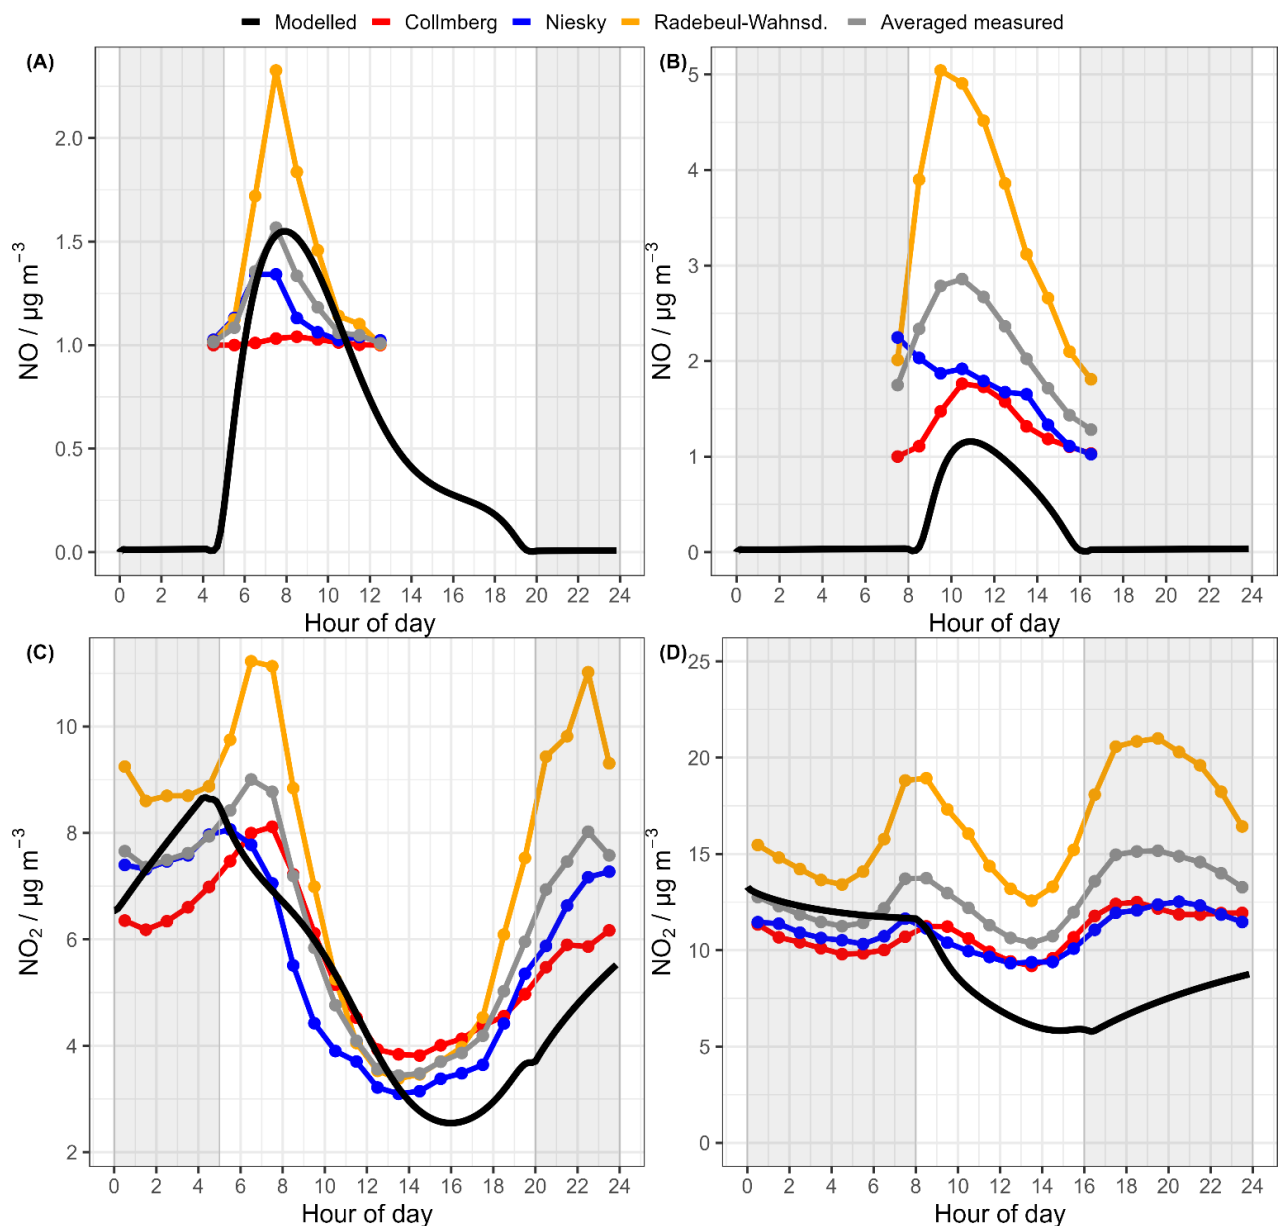 Modelled Collmberg Niesky Radebeul-Wahnsd. Averaged measured
(A)
NO / µg m⁻³
2.0
1.5
1.0
0.5
0.0
0 2 4 6 8 10 12 14 16 18 20 22 24
Hour of day
(B)
NO / µg m⁻³
5
4
3
2
1
0
0 2 4 6 8 10 12 14 16 18 20 22 24
Hour of day
(C)
NO₂ / µg m⁻³
10
8
6
4
2
0 2 4 6 8 10 12 14 16 18 20 22 24
Hour of day
(D)
NO₂ / µg m⁻³
25
20
15
10
5
0
0 2 4 6 8 10 12 14 16 18 20 22 24
Hour of day